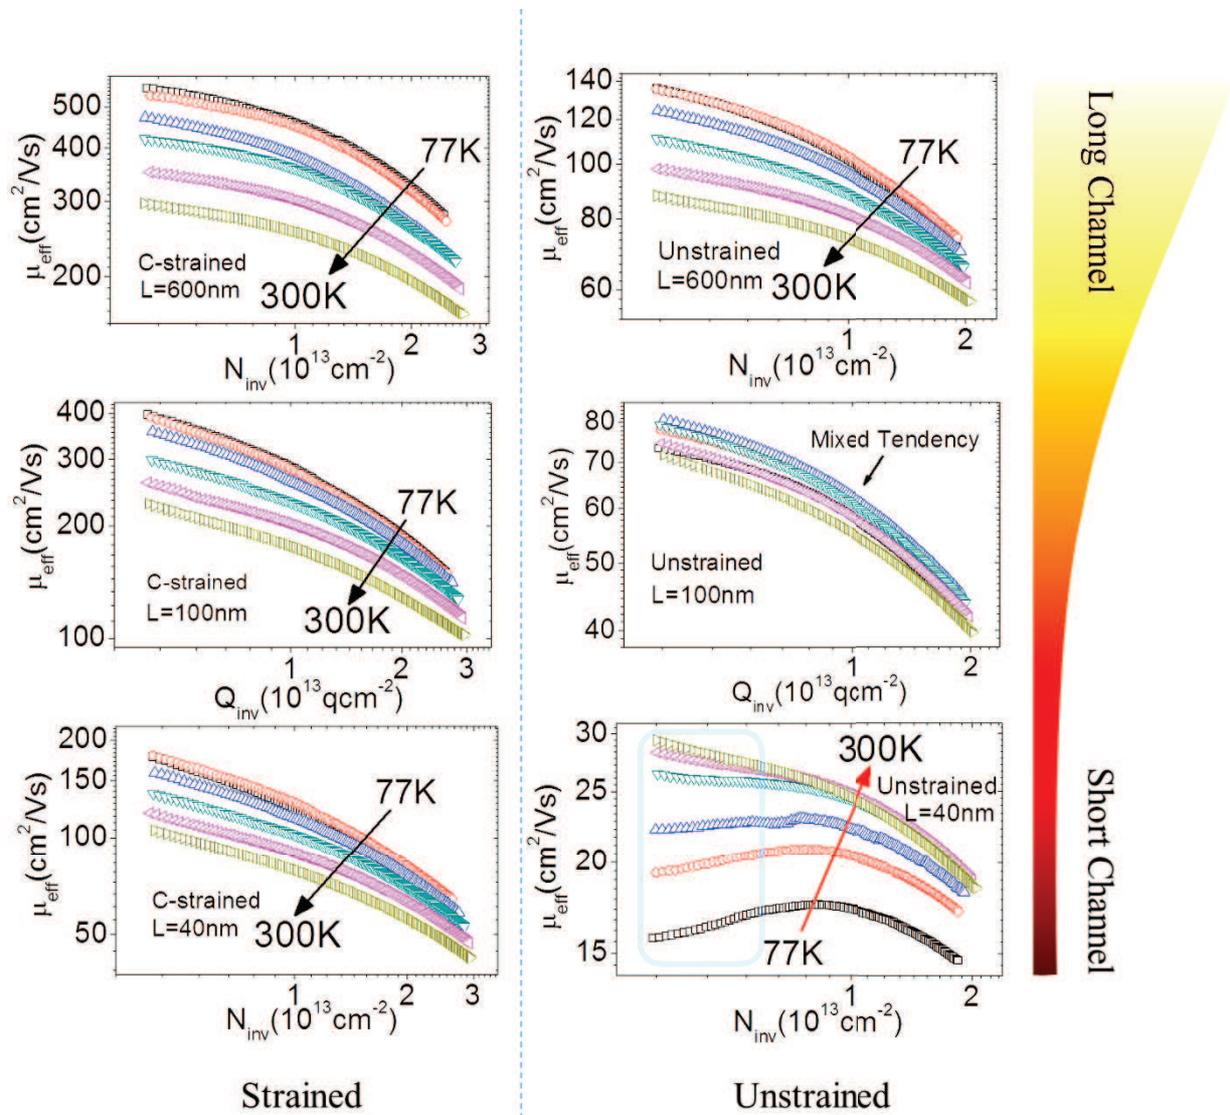 500
400
300
200
μeff(cm2/Vs)
77K
C-strained
L=600nm
300K
1
2
3
Ninv(1013cm-2)
140
120
100
80
60
μeff(cm2/Vs)
77K
Unstrained
L=600nm
300K
1
2
Ninv(1013cm-2)
Long Channel
400
300
200
100
μeff(cm2/Vs)
77K
C-strained
L=100nm
300K
1
2
3
Qinv(1013qcm-2)
80
70
60
50
40
μeff(cm2/Vs)
Mixed Tendency
Unstrained
L=100nm
1
2
Qinv(1013qcm-2)
200
150
100
50
μeff(cm2/Vs)
77K
C-strained
L=40nm
300K
1
2
3
Ninv(1013cm-2)
30
25
20
15
μeff(cm2/Vs)
300K
Unstrained
L=40nm
77K
1
2
Ninv(1013cm-2)
Short Channel
Strained
Unstrained